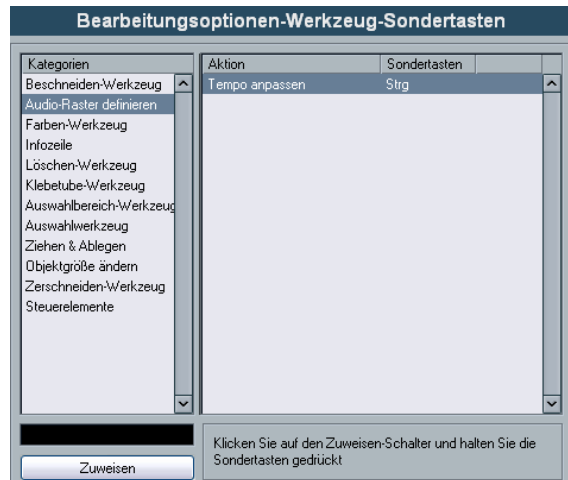 Bearbeitungsoptionen-Werkzeug-Sondertasten
Kategorien
Beschneiden-Werkzeug
Audio-Raster definieren
Farben-Werkzeug
Infozeile
Löschen-Werkzeug
Klebetube-Werkzeug
Auswahlbereich-Werkzeug
Auswahlwerkzeug
Ziehen & Ablegen
Objektgröße ändern
Zerschneiden-Werkzeug
Steuerelemente
Aktion Sondertasten
Tempo anpassen Strg
Zuweisen
Klicken Sie auf den Zuweisen-Schalter und halten Sie die
Sondertasten gedrückt